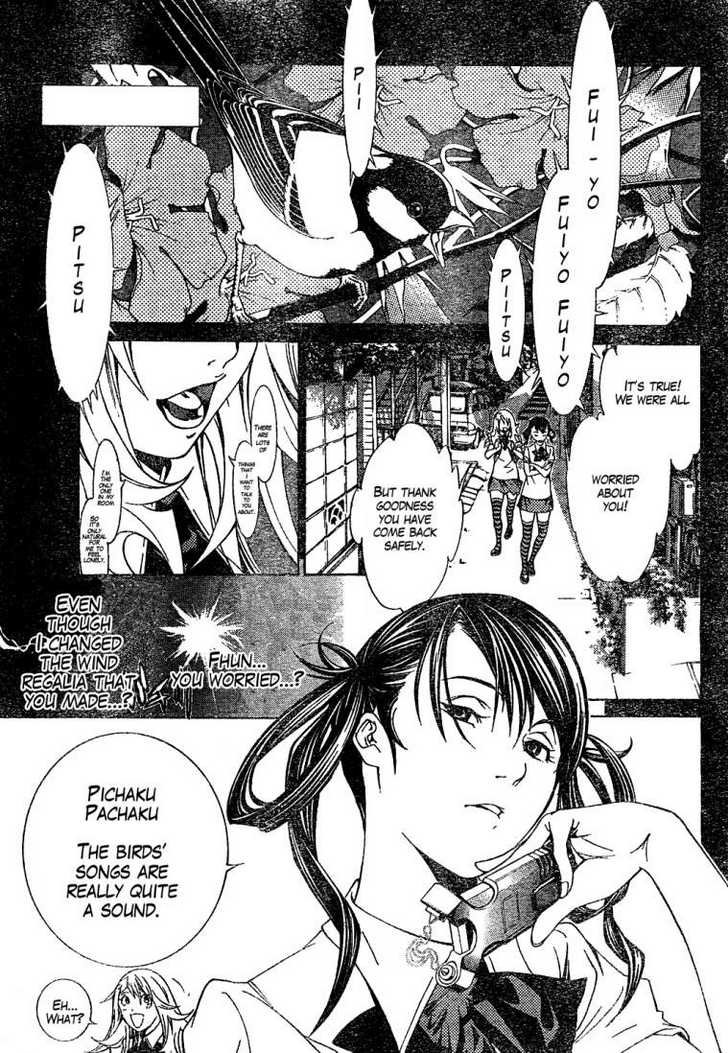 FUI-YO
FUIYO FUIYO
PII
PIITSU
PITSU
IT'S TRUE!
WE WERE ALL
WORRIED
ABOUT
YOU!
BUT THANK
GOODNESS
YOU HAVE
COME BACK
SAFELY.
THERE
ARE
LOTS
OF
THINGS
THAT I
WANT
TO
TALK
TO
YOU
ABOUT.
I'M
THE
ONLY
ONE
IN MY
ROOM
SO
IT'S
ONLY
NATURAL
FOR
ME TO
FEEL
LONELY.
FHUN...
YOU WORRIED...?
EVEN
THOUGH
I CHANGED
THE WIND
REGALIA THAT
YOU MADE...?
PICHAKU
PACHAKU
THE BIRDS'
SONGS ARE
REALLY QUITE
A SOUND.
EH...
WHAT?